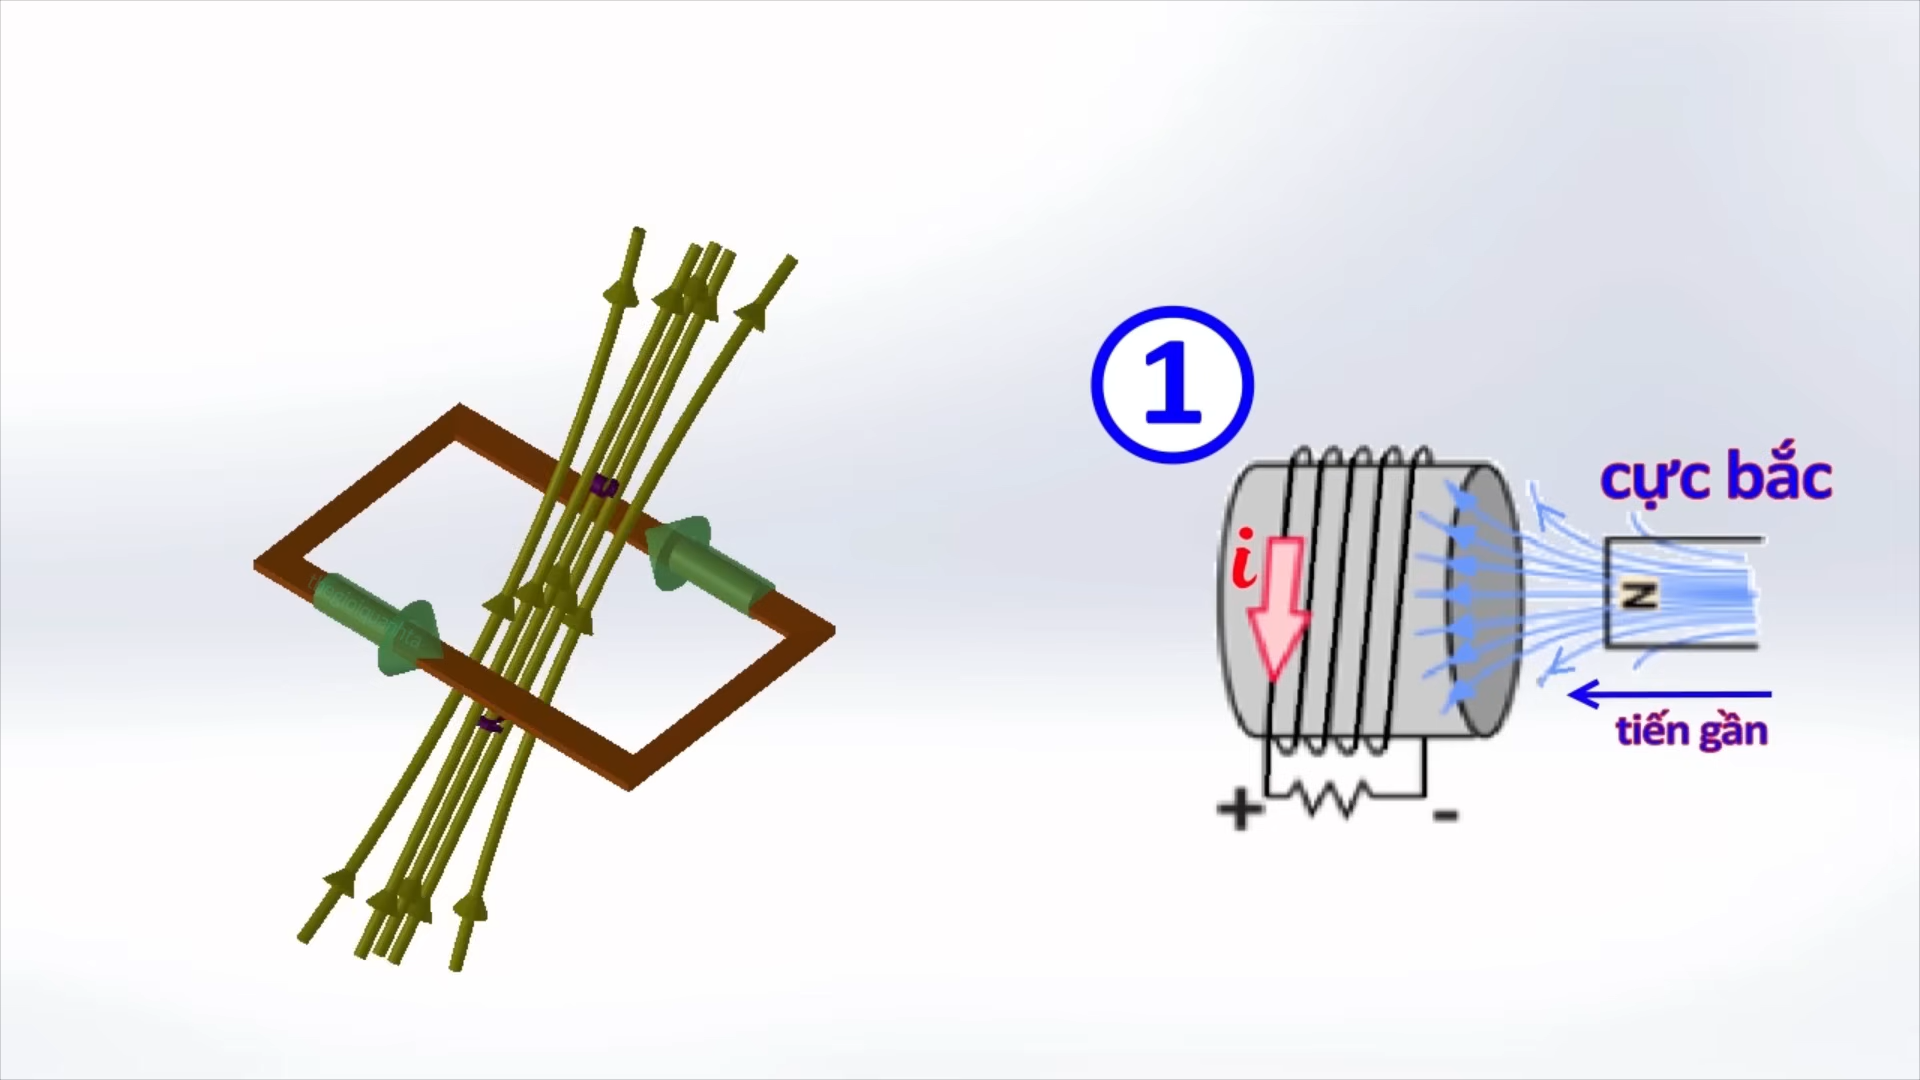 1
cực bắc
i
N
tiến gần
+ -